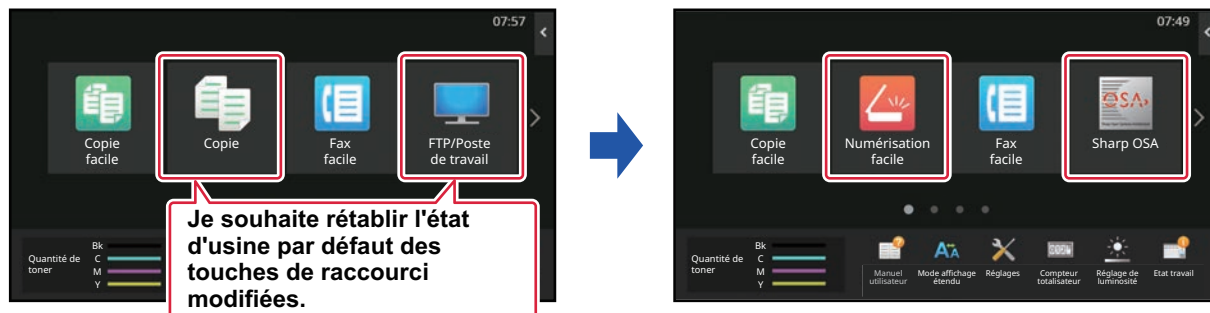 07:57
Copie
facile
Copie
Fax
facile
FTP/Poste
de travail
Je souhaite rétablir l'état
d'usine par défaut des
touches de raccourci
modifiées.
Quantité de
toner
Bk
C
M
Y
07:49
Copie
facile
Numérisation
facile
Fax
facile
OSA
Sharp OSA
Quantité de
toner
Bk
C
M
Y
Manuel
utilisateur
Mode affichage
étendu
Réglages
Compteur
totalisateur
Réglage de
luminosité
Etat travail